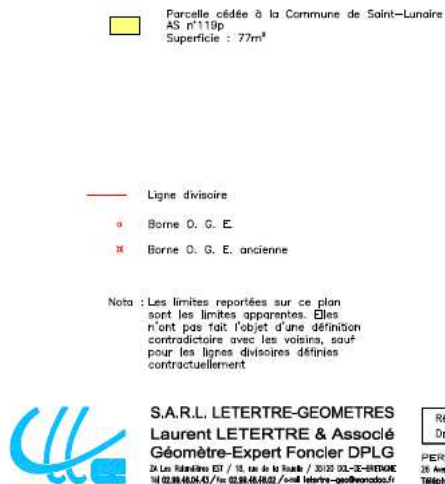 Parcelle cédée à la Commune de Saint-Lunaire
AS n°119p
Superficie : 77m²
Ligne divisoire
Borne O. G. E.
Borne O. G. E. ancienne
Nota : Les limites reportées sur ce plan
sont les limites apparentes. Elles
n'ont pas fait l'objet d'une définition
contradictoire avec les voisins, sauf
pour les lignes divisoires définies
contractuellement
S.A.R.L. LETERTRE-GEOMETRES
Laurent LETERTRE & Associé
Géomètre-Expert Foncier DPLG
ZA Les Rolandières EST / 18, rue de la Rouelle / 35120 DOL-DE-BRETAGNE
Tél 02.99.48.04.43 / Fax 02.99.48.48.02 / e-mail letertre-geo@wanadoo.fr
PER